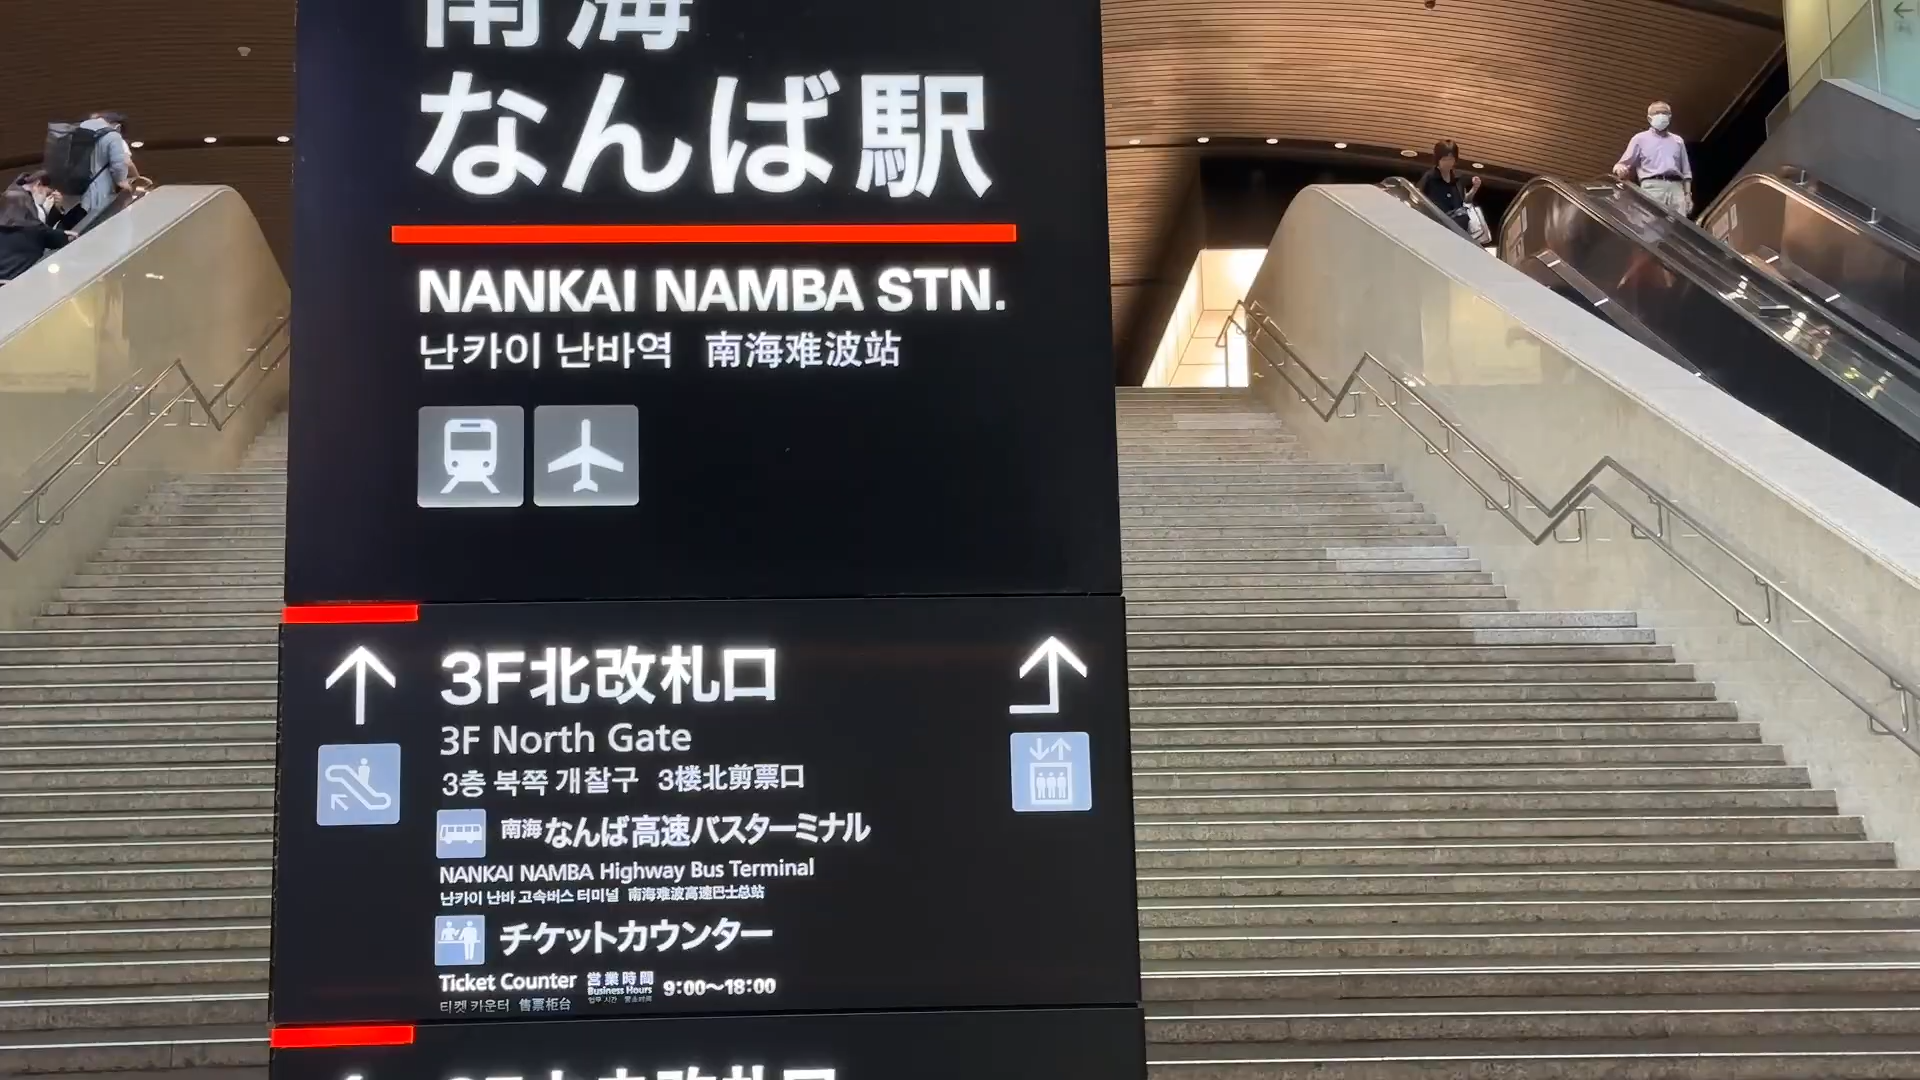 南海
なんば駅
NANKAI NAMBA STN.
난카이 난바역 南海难波站
3F北改札口
3F North Gate
3층 북쪽 개찰구 3楼北剪票口
南海なんば高速バスターミナル
NANKAI NAMBA Highway Bus Terminal
난카이 난바 고속버스 터미널 南海难波高速巴士总站
チケットカウンター
Ticket Counter 営業時間 Business Hours 9:00〜18:00
티켓 카운터 售票柜台